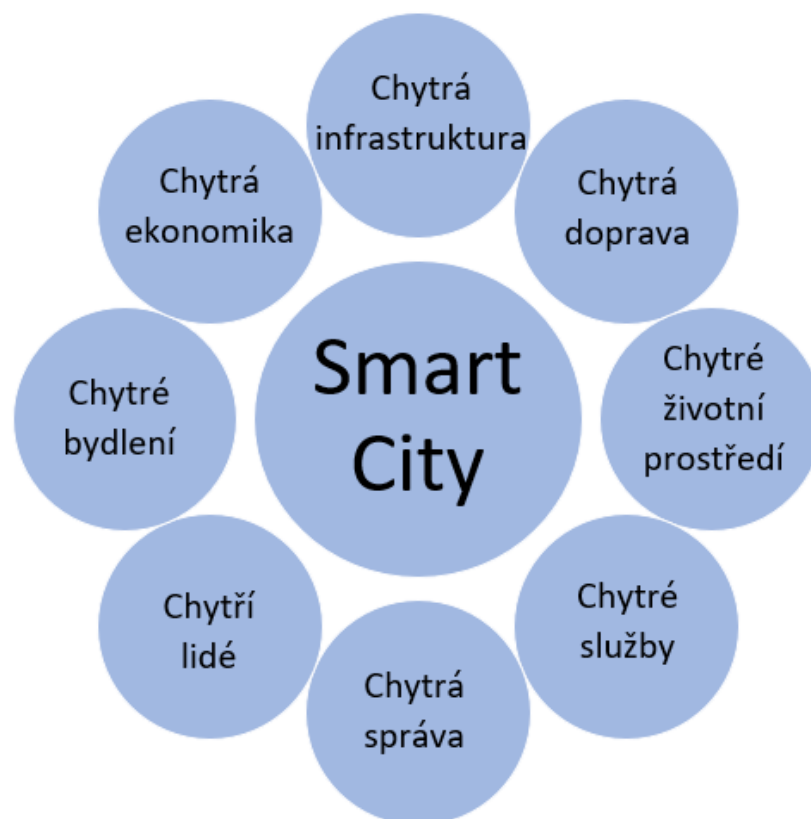 Chytrá
infrastruktura
Chytrá
doprava
Chytré
životní
prostředí
Chytré
služby
Chytrá
správa
Chytří
lidé
Chytré
bydlení
Chytrá
ekonomika
Smart
City